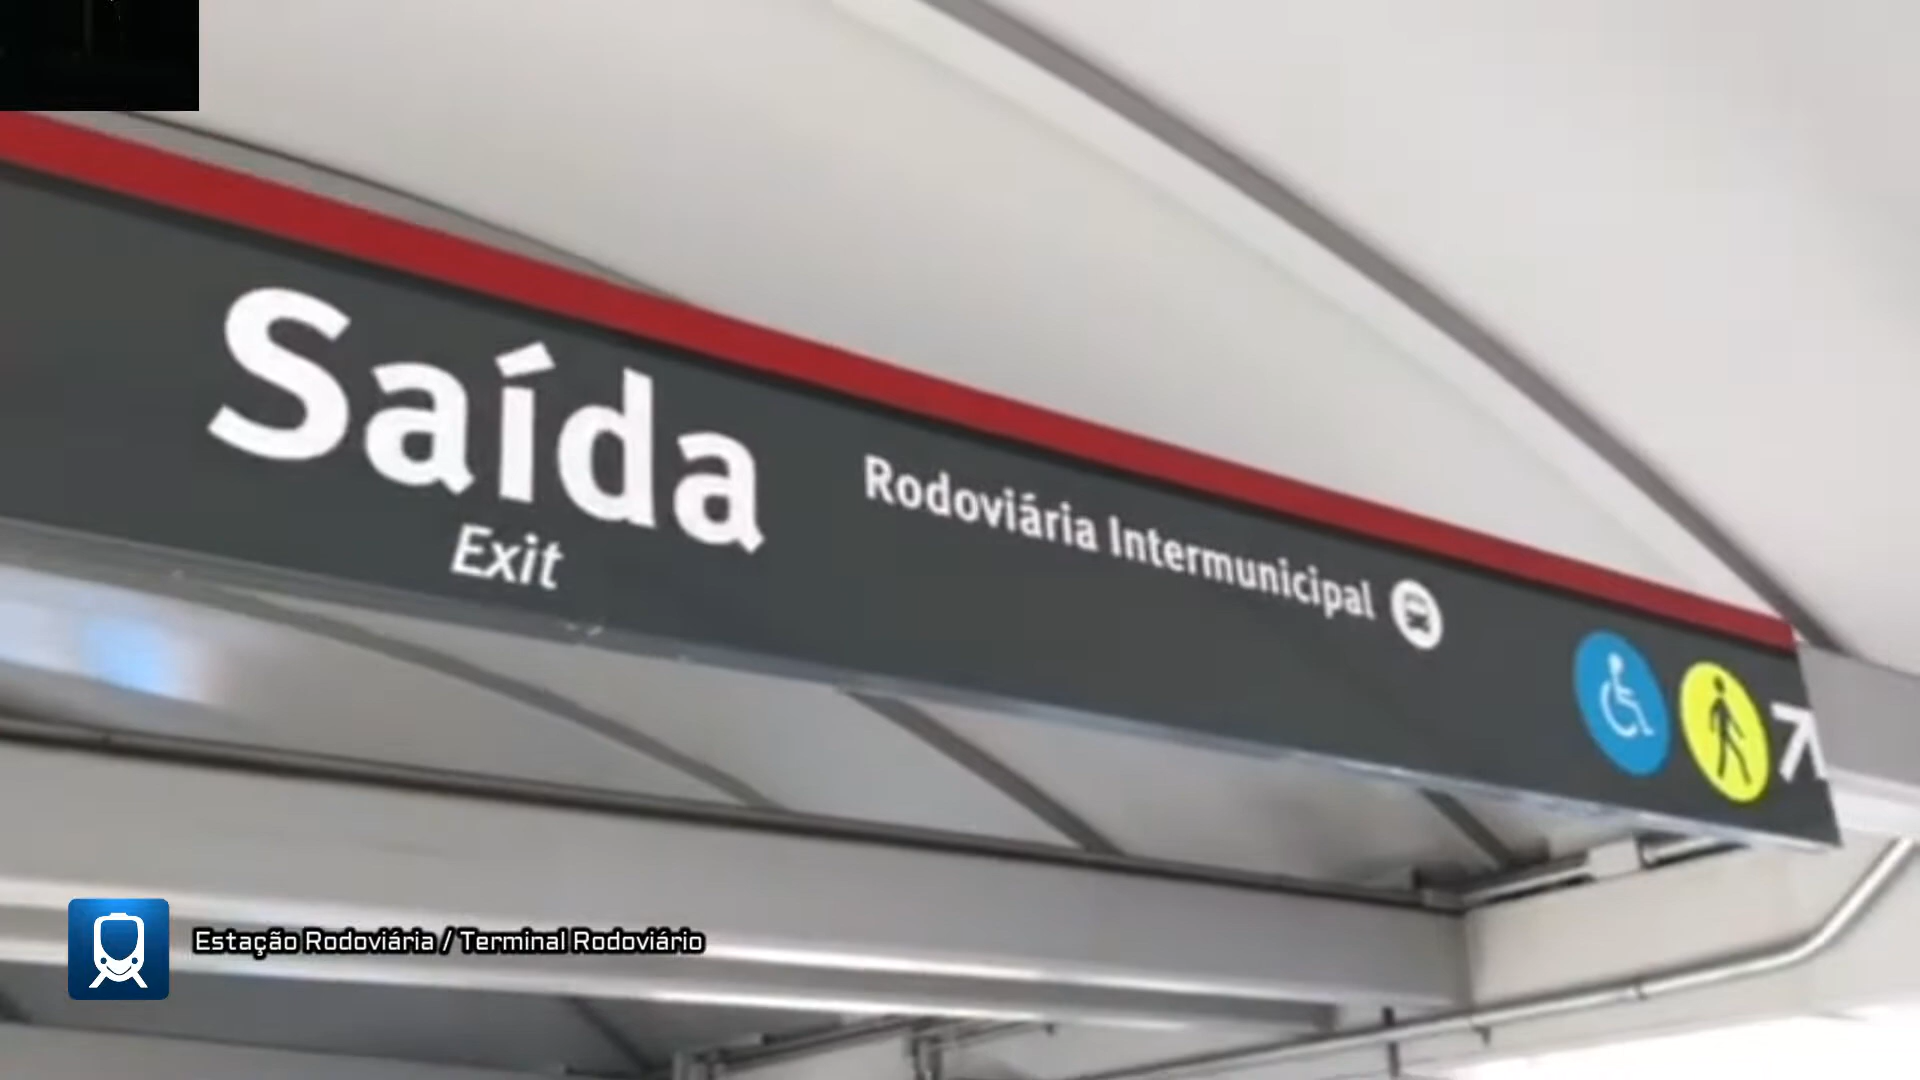 Saída
Exit
Rodoviária Intermunicipal
Estação Rodoviária / Terminal Rodoviário